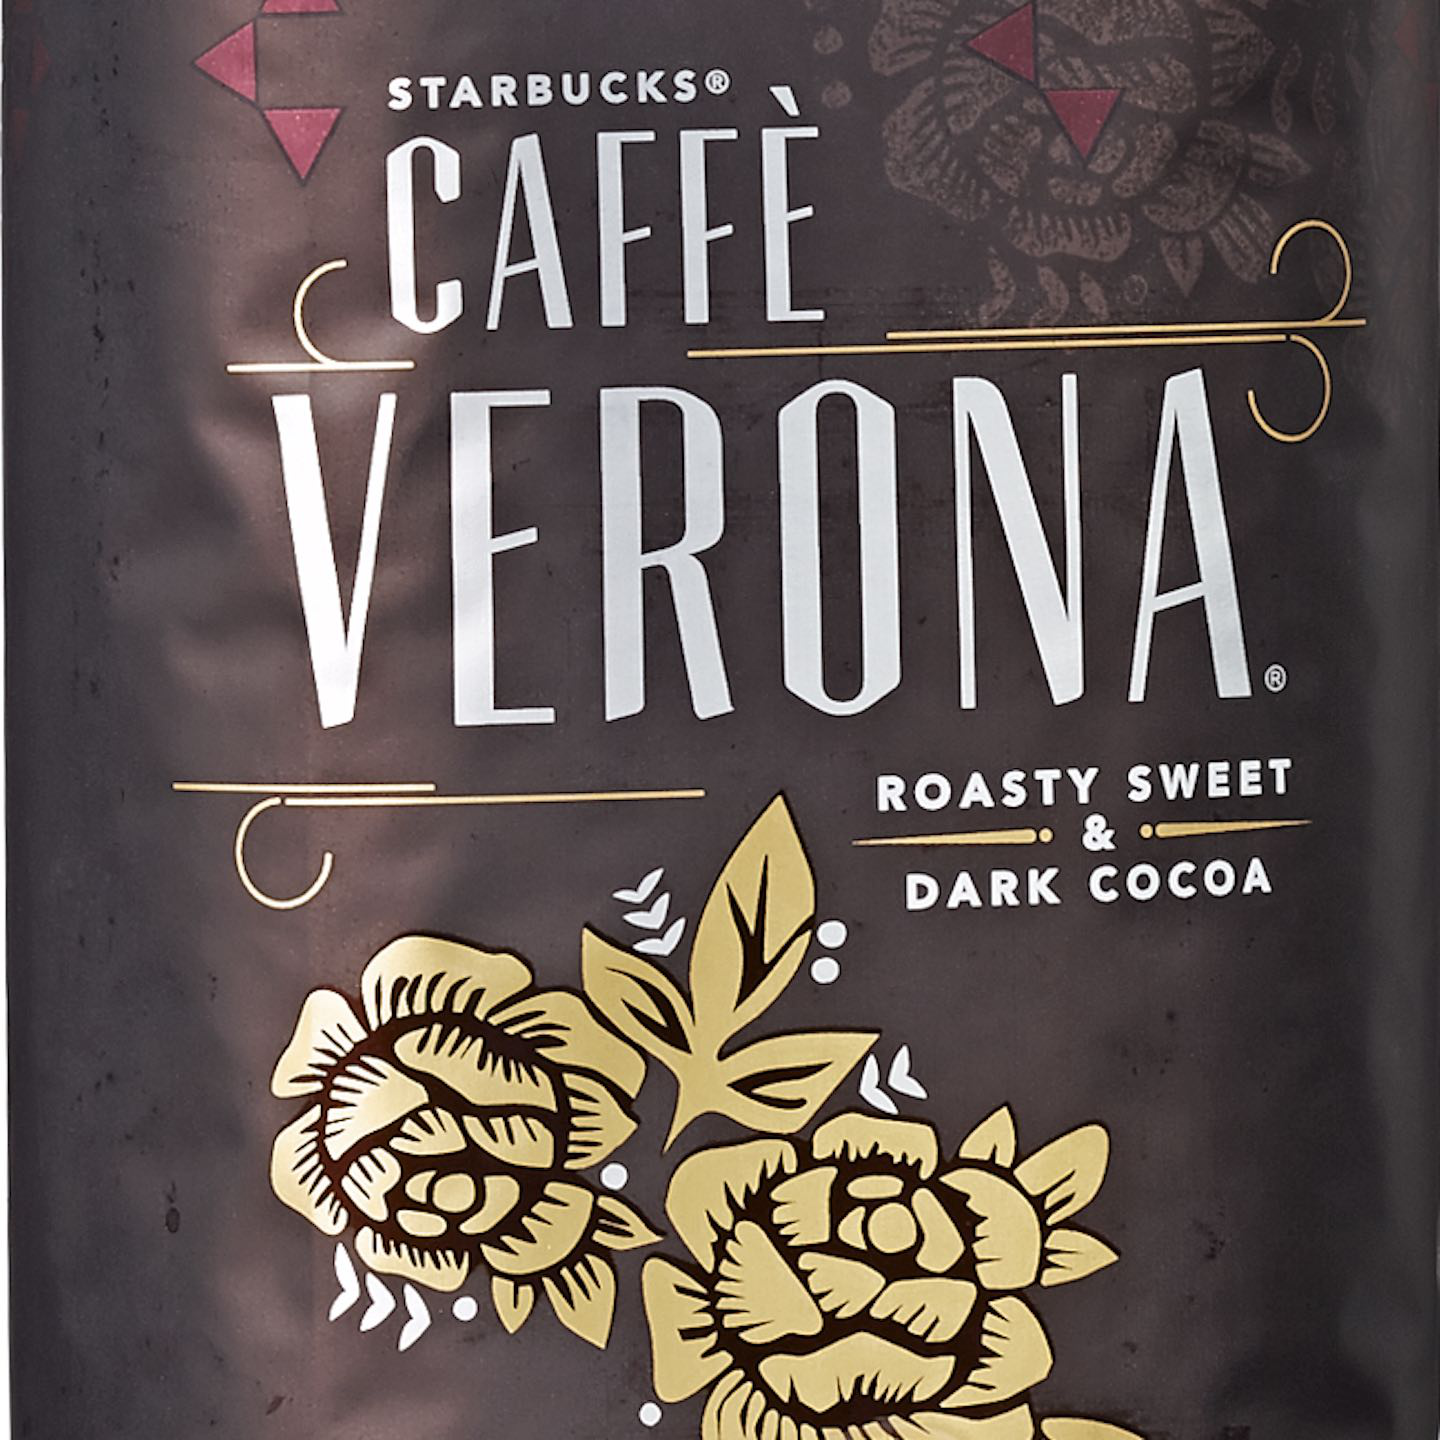 STARBUCKS®
CAFFÈ
VERONA®
ROASTY SWEET
&
DARK COCOA